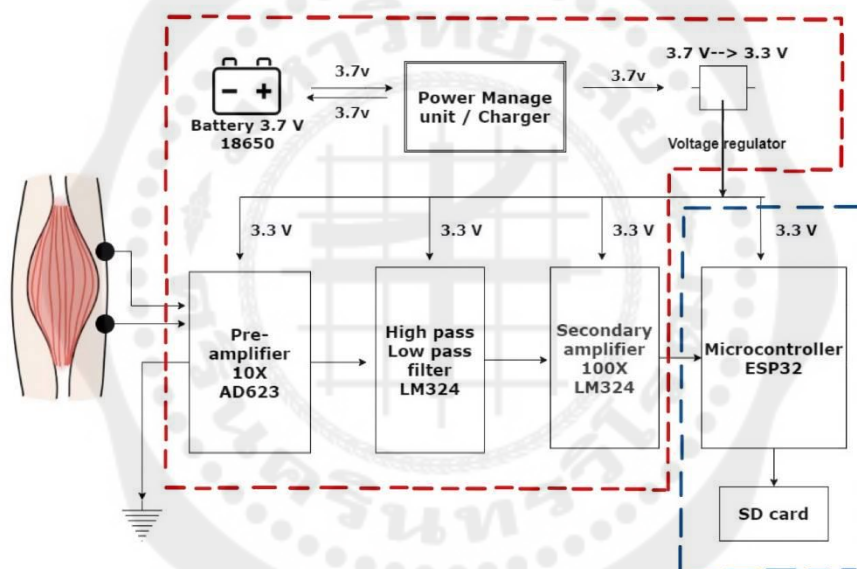 3.7 V--> 3.3 V
3.7v
3.7v
3.7v
Power Manage
unit / Charger
Battery 3.7 V
18650
Voltage regulator
3.3 V
3.3 V
3.3 V
3.3 V
Pre-
amplifier
10X
AD623
High pass
Low pass
filter
LM324
Secondary
amplifier
100X
LM324
Microcontroller
ESP32
SD card